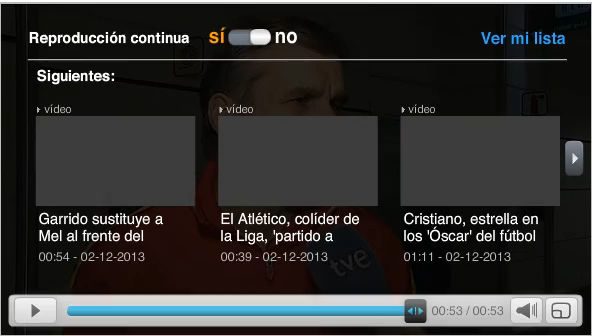 Reproducción continua sí no Ver mi lista
Siguientes:
vídeo vídeo vídeo
Garrido sustituye a
Mel al frente del
00:54 - 02-12-2013
El Atlético, colíder de
la Liga, 'partido a
00:39 - 02-12-2013
Cristiano, estrella en
los 'Óscar' del fútbol
01:11 - 02-12-2013
tve
00:53 / 00:53